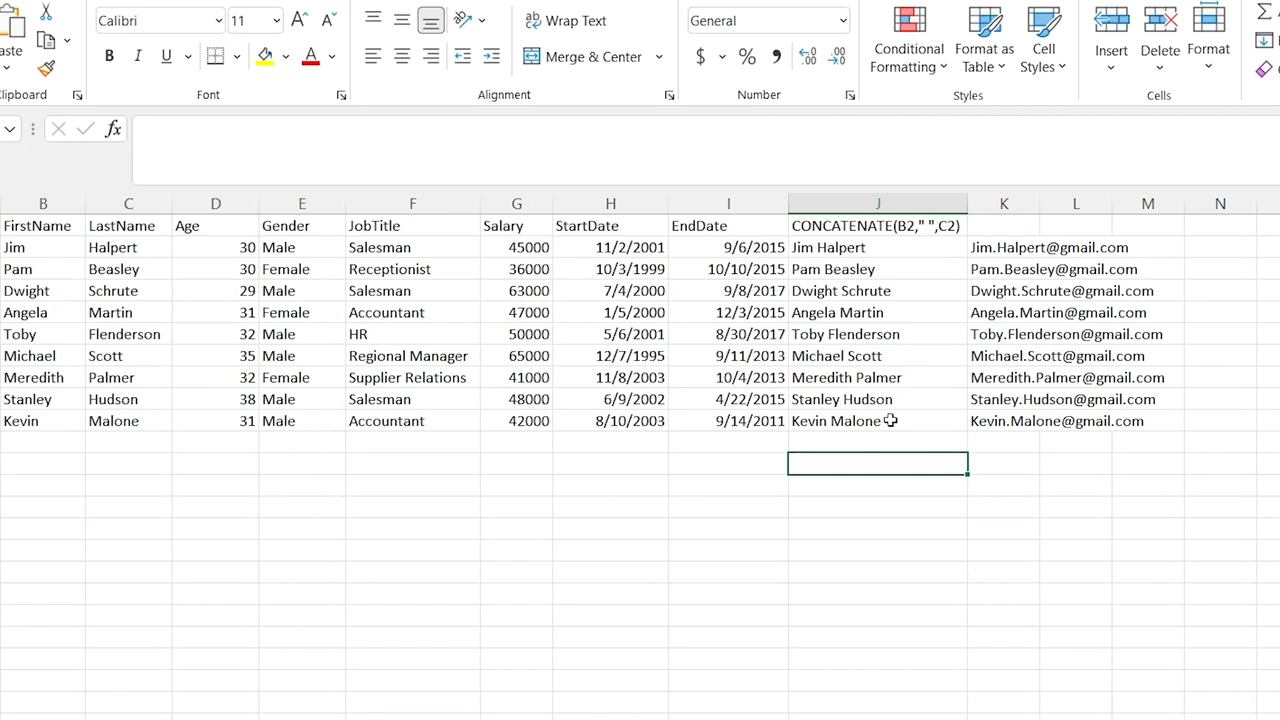 Calibri 11 A^ A˅ ab Wrap Text General
aste B I U A Merge & Center $ % , Conditional Formatting Format as Table Cell Styles Insert Delete Format
lipboard Font Alignment Number Styles Cells
fx
B C D E F G H I J K L M N
FirstName LastName Age Gender JobTitle Salary StartDate EndDate CONCATENATE(B2," ",C2)
Jim Halpert 30 Male Salesman 45000 11/2/2001 9/6/2015 Jim Halpert Jim.Halpert@gmail.com
Pam Beasley 30 Female Receptionist 36000 10/3/1999 10/10/2015 Pam Beasley Pam.Beasley@gmail.com
Dwight Schrute 29 Male Salesman 63000 7/4/2000 9/8/2017 Dwight Schrute Dwight.Schrute@gmail.com
Angela Martin 31 Female Accountant 47000 1/5/2000 12/3/2015 Angela Martin Angela.Martin@gmail.com
Toby Flenderson 32 Male HR 50000 5/6/2001 8/30/2017 Toby Flenderson Toby.Flenderson@gmail.com
Michael Scott 35 Male Regional Manager 65000 12/7/1995 9/11/2013 Michael Scott Michael.Scott@gmail.com
Meredith Palmer 32 Female Supplier Relations 41000 11/8/2003 10/4/2013 Meredith Palmer Meredith.Palmer@gmail.com
Stanley Hudson 38 Male Salesman 48000 6/9/2002 4/22/2015 Stanley Hudson Stanley.Hudson@gmail.com
Kevin Malone 31 Male Accountant 42000 8/10/2003 9/14/2011 Kevin Malone Kevin.Malone@gmail.com